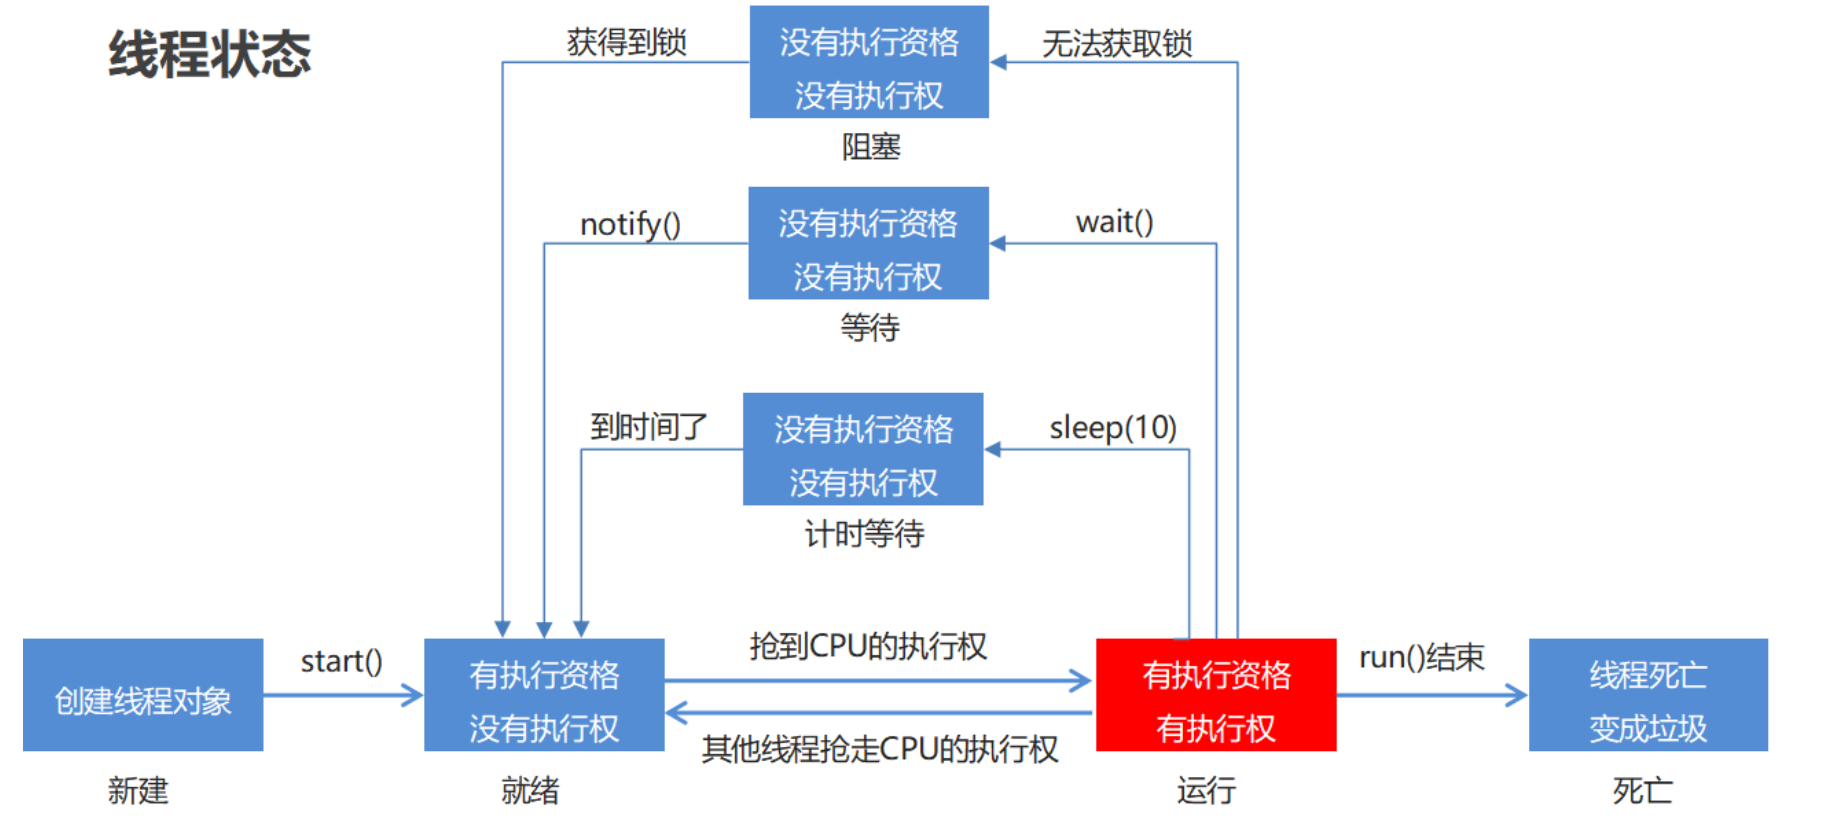 线程状态
获得到锁
没有执行资格
没有执行权
无法获取锁
阻塞
notify()
没有执行资格
没有执行权
wait()
等待
到时间了
没有执行资格
没有执行权
sleep(10)
计时等待
创建线程对象
start()
有执行资格
没有执行权
抢到CPU的执行权
其他线程抢走CPU的执行权
有执行资格
有执行权
run()结束
线程死亡
变成垃圾
新建
就绪
运行
死亡